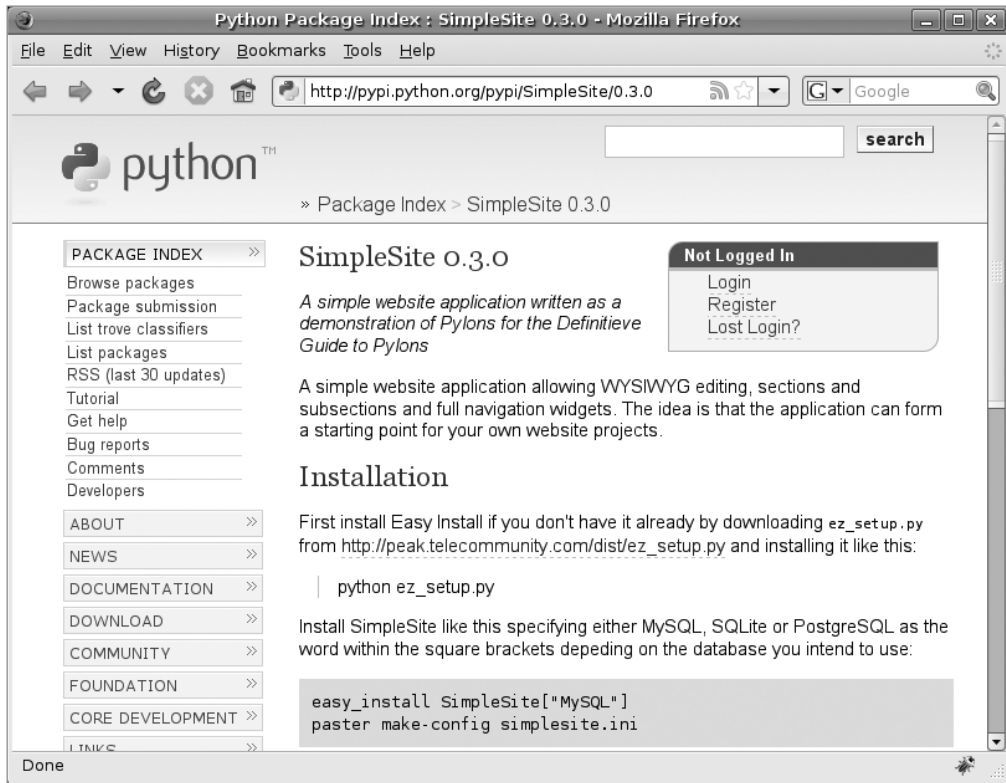 Python Package Index : SimpleSite 0.3.0 - Mozilla Firefox
File Edit View History Bookmarks Tools Help
http://pypi.python.org/pypi/SimpleSite/0.3.0
G Google
search
python™
» Package Index > SimpleSite 0.3.0
PACKAGE INDEX »
Browse packages
Package submission
List trove classifiers
List packages
RSS (last 30 updates)
Tutorial
Get help
Bug reports
Comments
Developers
ABOUT »
NEWS »
DOCUMENTATION »
DOWNLOAD »
COMMUNITY »
FOUNDATION »
CORE DEVELOPMENT »
LINKS »
SimpleSite 0.3.0
A simple website application written as a
demonstration of Pylons for the Definitieve
Guide to Pylons
Not Logged In
Login
Register
Lost Login?
A simple website application allowing WYSIWYG editing, sections and
subsections and full navigation widgets. The idea is that the application can form
a starting point for your own website projects.
Installation
First install Easy Install if you don't have it already by downloading ez_setup.py
from http://peak.telecommunity.com/dist/ez_setup.py and installing it like this:
python ez_setup.py
Install SimpleSite like this specifying either MySQL, SQLite or PostgreSQL as the
word within the square brackets depeding on the database you intend to use:
easy_install SimpleSite["MySQL"]
paster make-config simplesite.ini
Done